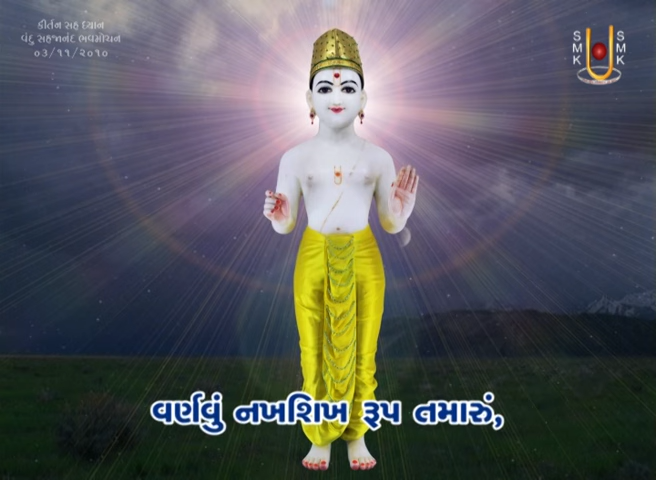 કીર્તન સહ ધ્યાન
વંદુ સહજાનંદ ભવમોચન
૦૩/૧૧/૨૦૧૦
SMK SMK
વર્ણવું નખશિખ રૂપ તમારું,